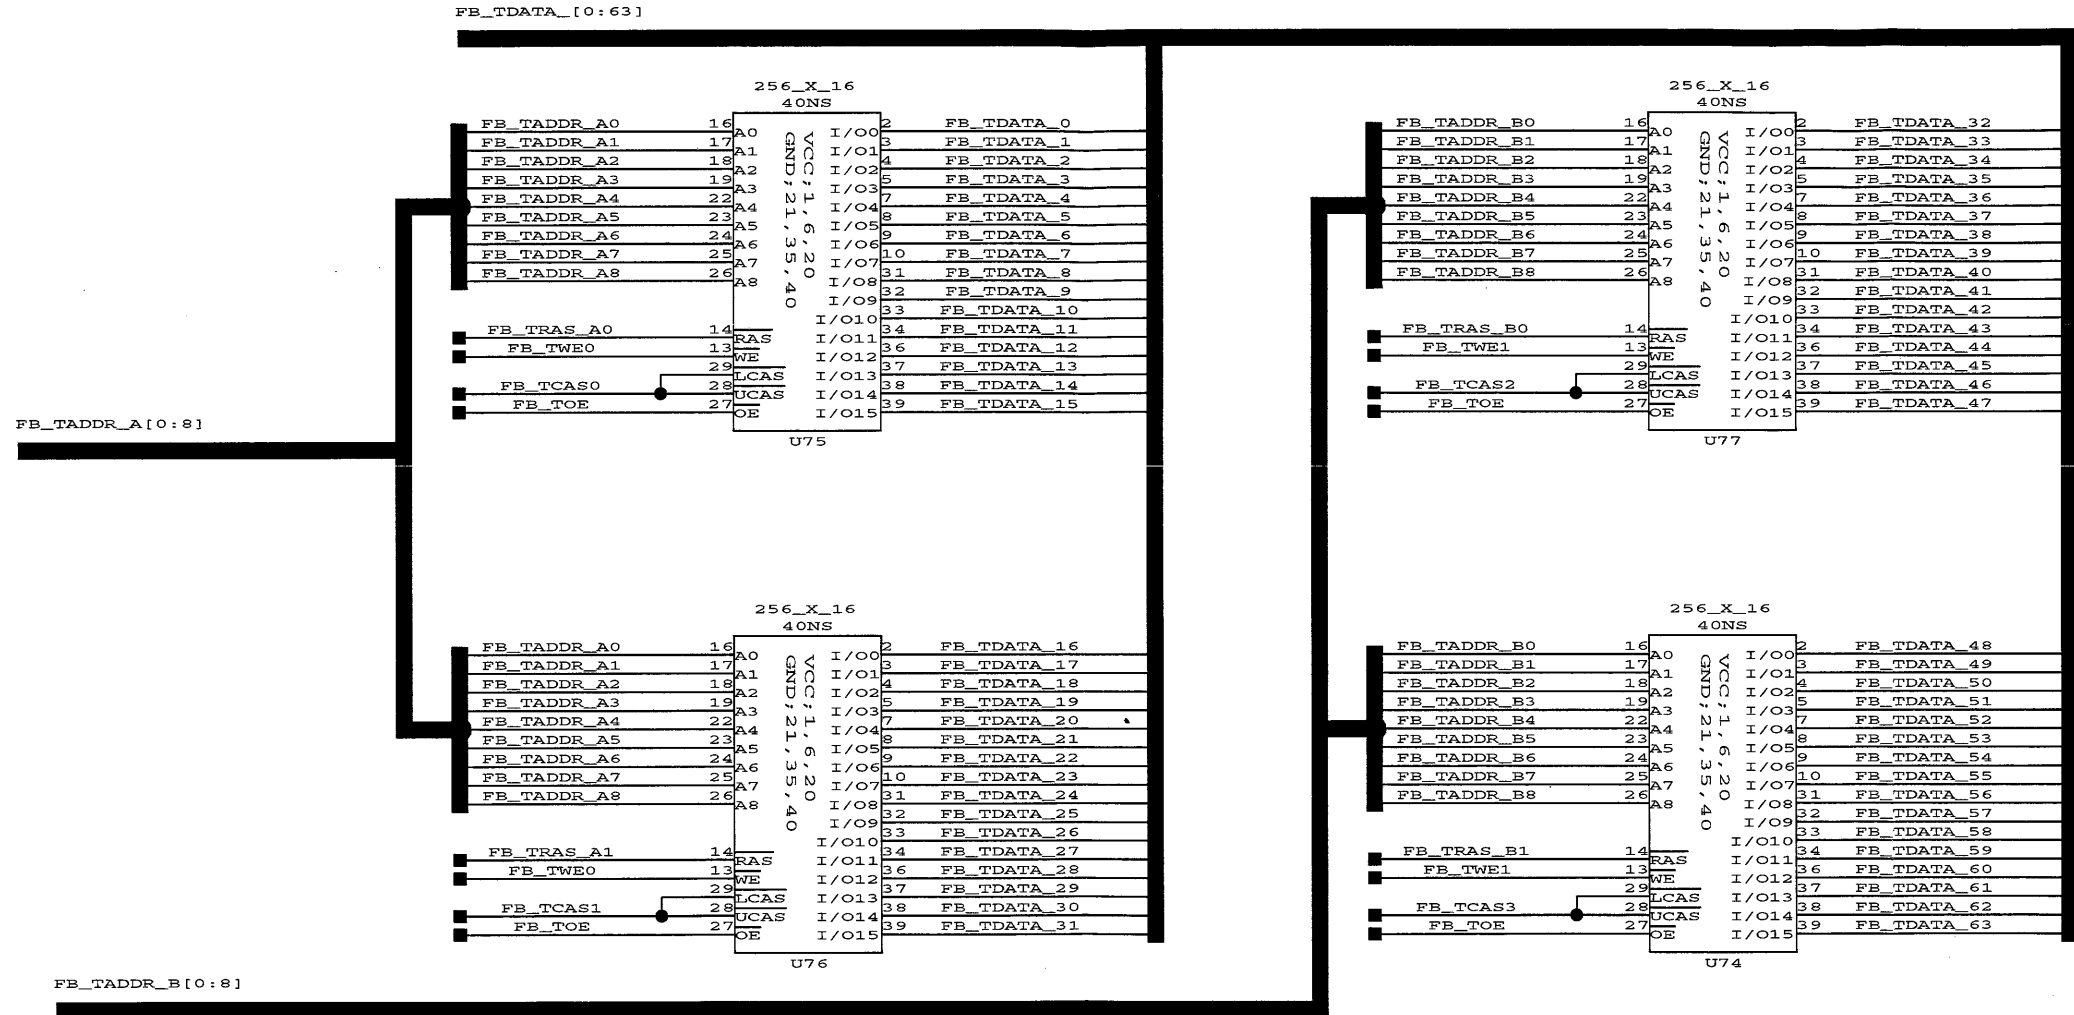 FB_TDATA_[0:63]
256_X_16
40NS
FB_TADDR_A0 16 A0 I/O0 2 FB_TDATA_0
FB_TADDR_A1 17 A1 I/O1 3 FB_TDATA_1
FB_TADDR_A2 18 A2 I/O2 4 FB_TDATA_2
FB_TADDR_A3 19 A3 I/O3 5 FB_TDATA_3
FB_TADDR_A4 22 A4 I/O4 7 FB_TDATA_4
FB_TADDR_A5 23 A5 I/O5 8 FB_TDATA_5
FB_TADDR_A6 24 A6 I/O6 9 FB_TDATA_6
FB_TADDR_A7 25 A7 I/O7 10 FB_TDATA_7
FB_TADDR_A8 26 A8 I/O8 31 FB_TDATA_8
I/O9 32 FB_TDATA_9
I/O10 33 FB_TDATA_10
FB_TRAS_A0 14 RAS I/O11 34 FB_TDATA_11
FB_TWE0 13 WE I/O12 36 FB_TDATA_12
29 LCAS I/O13 37 FB_TDATA_13
FB_TCAS0 28 UCAS I/O14 38 FB_TDATA_14
FB_TOE 27 OE I/O15 39 FB_TDATA_15
VCC;1,6,20
GND;21,35,40
U75
256_X_16
40NS
FB_TADDR_B0 16 A0 I/O0 2 FB_TDATA_32
FB_TADDR_B1 17 A1 I/O1 3 FB_TDATA_33
FB_TADDR_B2 18 A2 I/O2 4 FB_TDATA_34
FB_TADDR_B3 19 A3 I/O3 5 FB_TDATA_35
FB_TADDR_B4 22 A4 I/O4 7 FB_TDATA_36
FB_TADDR_B5 23 A5 I/O5 8 FB_TDATA_37
FB_TADDR_B6 24 A6 I/O6 9 FB_TDATA_38
FB_TADDR_B7 25 A7 I/O7 10 FB_TDATA_39
FB_TADDR_B8 26 A8 I/O8 31 FB_TDATA_40
I/O9 32 FB_TDATA_41
I/O10 33 FB_TDATA_42
FB_TRAS_B0 14 RAS I/O11 34 FB_TDATA_43
FB_TWE1 13 WE I/O12 36 FB_TDATA_44
29 LCAS I/O13 37 FB_TDATA_45
FB_TCAS2 28 UCAS I/O14 38 FB_TDATA_46
FB_TOE 27 OE I/O15 39 FB_TDATA_47
VCC;1,6,20
GND;21,35,40
U77
FB_TADDR_A[0:8]
256_X_16
40NS
FB_TADDR_A0 16 A0 I/O0 2 FB_TDATA_16
FB_TADDR_A1 17 A1 I/O1 3 FB_TDATA_17
FB_TADDR_A2 18 A2 I/O2 4 FB_TDATA_18
FB_TADDR_A3 19 A3 I/O3 5 FB_TDATA_19
FB_TADDR_A4 22 A4 I/O4 7 FB_TDATA_20
FB_TADDR_A5 23 A5 I/O5 8 FB_TDATA_21
FB_TADDR_A6 24 A6 I/O6 9 FB_TDATA_22
FB_TADDR_A7 25 A7 I/O7 10 FB_TDATA_23
FB_TADDR_A8 26 A8 I/O8 31 FB_TDATA_24
I/O9 32 FB_TDATA_25
I/O10 33 FB_TDATA_26
FB_TRAS_A1 14 RAS I/O11 34 FB_TDATA_27
FB_TWE0 13 WE I/O12 36 FB_TDATA_28
29 LCAS I/O13 37 FB_TDATA_29
FB_TCAS1 28 UCAS I/O14 38 FB_TDATA_30
FB_TOE 27 OE I/O15 39 FB_TDATA_31
VCC;1,6,20
GND;21,35,40
U76
256_X_16
40NS
FB_TADDR_B0 16 A0 I/O0 2 FB_TDATA_48
FB_TADDR_B1 17 A1 I/O1 3 FB_TDATA_49
FB_TADDR_B2 18 A2 I/O2 4 FB_TDATA_50
FB_TADDR_B3 19 A3 I/O3 5 FB_TDATA_51
FB_TADDR_B4 22 A4 I/O4 7 FB_TDATA_52
FB_TADDR_B5 23 A5 I/O5 8 FB_TDATA_53
FB_TADDR_B6 24 A6 I/O6 9 FB_TDATA_54
FB_TADDR_B7 25 A7 I/O7 10 FB_TDATA_55
FB_TADDR_B8 26 A8 I/O8 31 FB_TDATA_56
I/O9 32 FB_TDATA_57
I/O10 33 FB_TDATA_58
FB_TRAS_B1 14 RAS I/O11 34 FB_TDATA_59
FB_TWE1 13 WE I/O12 36 FB_TDATA_60
29 LCAS I/O13 37 FB_TDATA_61
FB_TCAS3 28 UCAS I/O14 38 FB_TDATA_62
FB_TOE 27 OE I/O15 39 FB_TDATA_63
VCC;1,6,20
GND;21,35,40
U74
FB_TADDR_B[0:8]